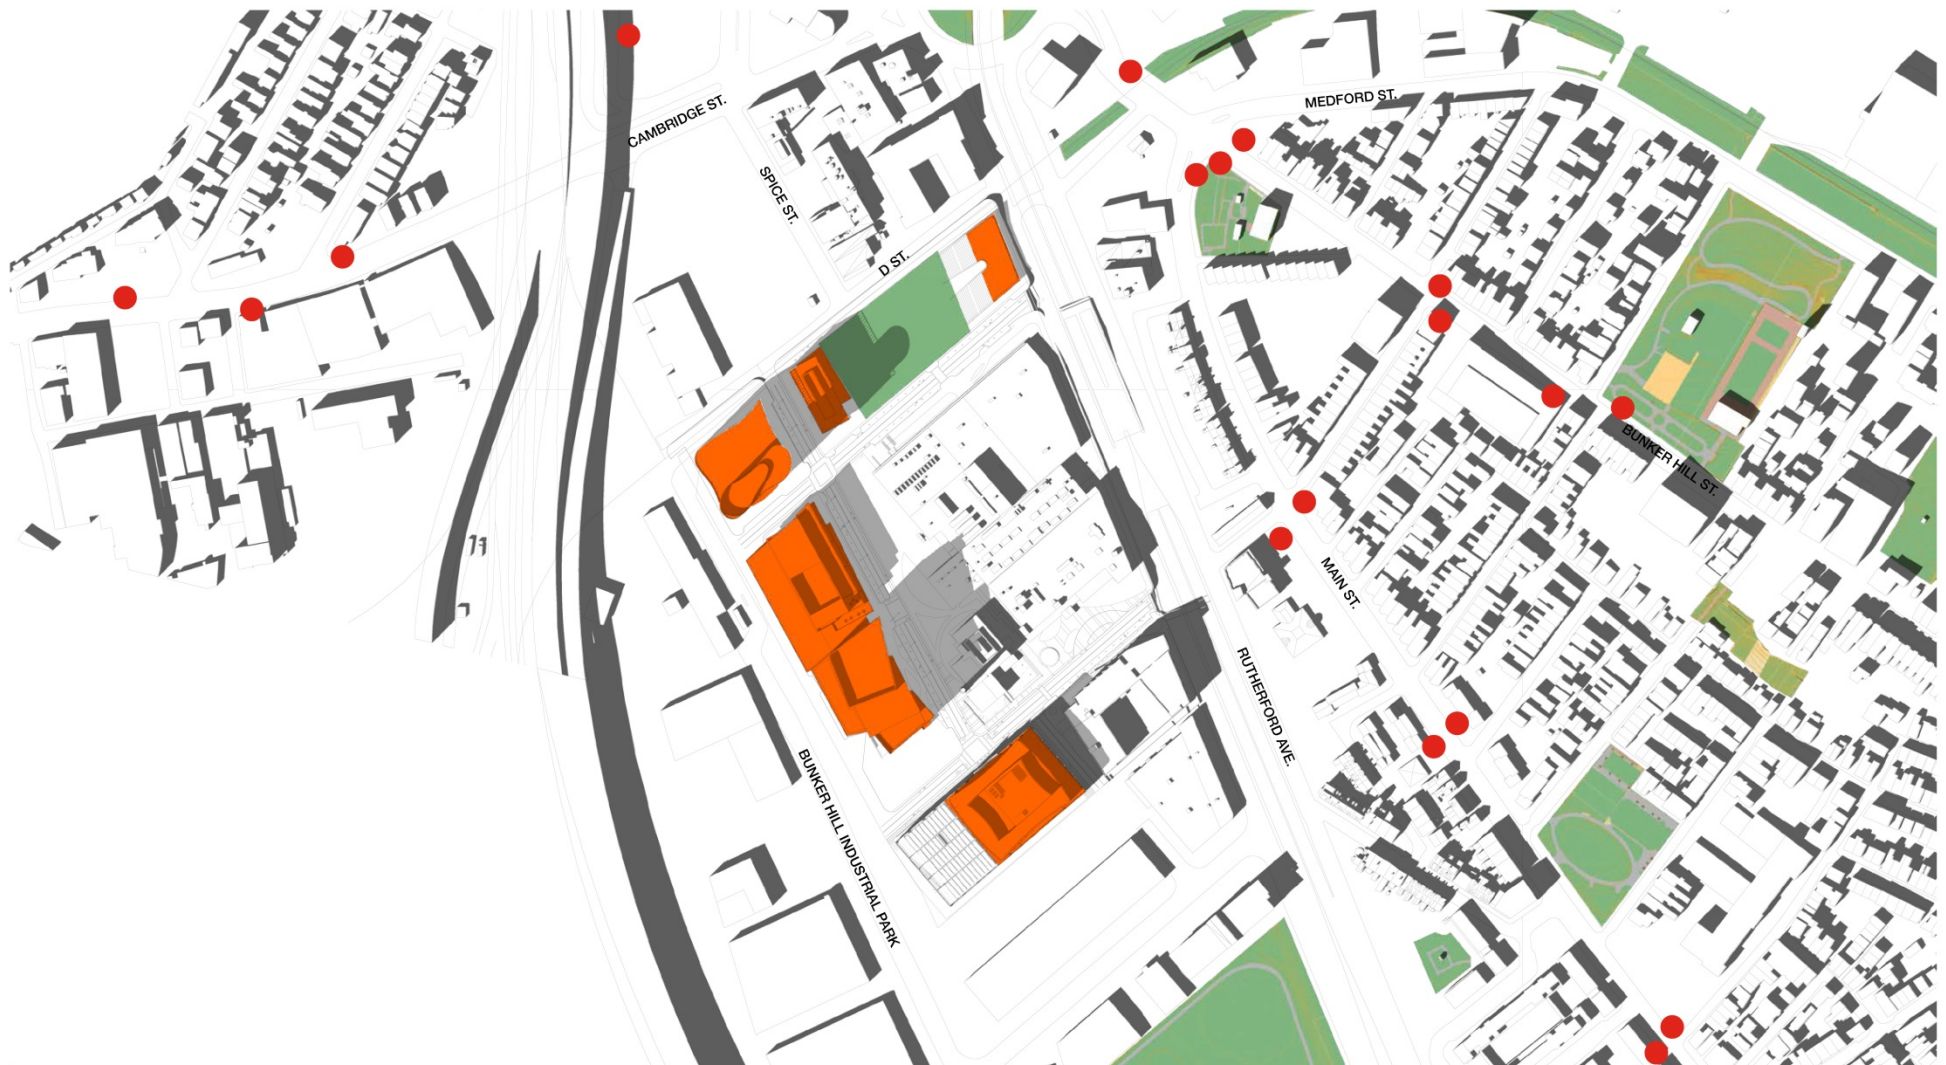 MEDFORD ST.
CAMBRIDGE ST.
SPICE ST.
D ST.
BUNKER HILL ST.
MAIN ST.
RUTHERFORD AVE.
BUNKER HILL INDUSTRIAL PARK